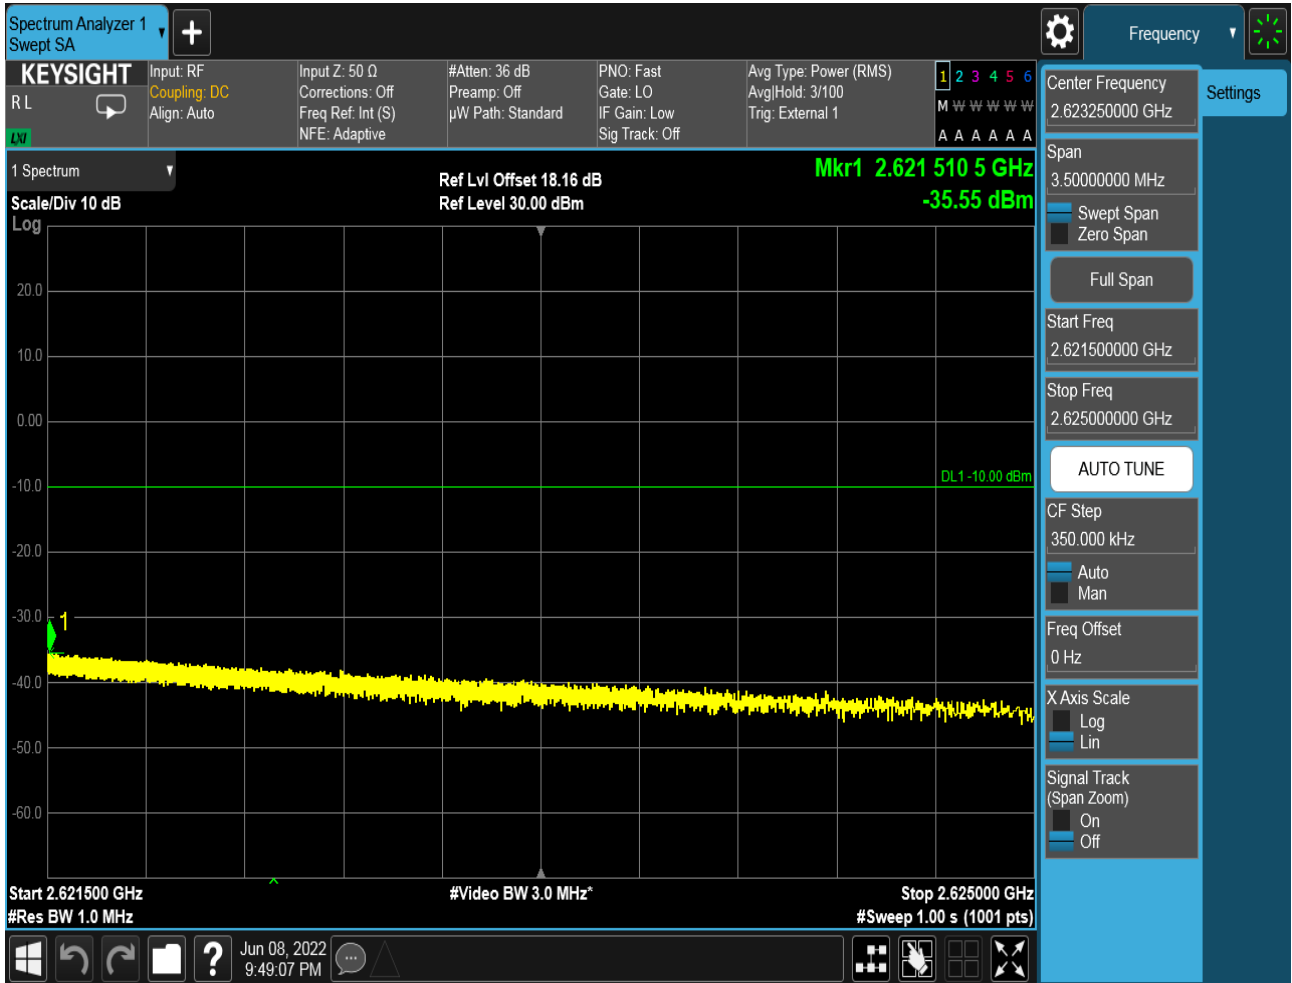 Spectrum Analyzer 1
Swept SA
Frequency
KEYSIGHT
R L
LXI
Input: RF
Coupling: DC
Align: Auto
Input Z: 50 Ω
Corrections: Off
Freq Ref: Int (S)
NFE: Adaptive
#Atten: 36 dB
Preamp: Off
µW Path: Standard
PNO: Fast
Gate: LO
IF Gain: Low
Sig Track: Off
Avg Type: Power (RMS)
Avg|Hold: 3/100
Trig: External 1
1 2 3 4 5 6
M W W W W W
A A A A A A
1 Spectrum
Scale/Div 10 dB
Log
Ref Lvl Offset 18.16 dB
Ref Level 30.00 dBm
Mkr1 2.621 510 5 GHz
-35.55 dBm
20.0
10.0
0.00
-10.0
-20.0
-30.0
-40.0
-50.0
-60.0
DL1 -10.00 dBm
1
Start 2.621500 GHz
#Res BW 1.0 MHz
#Video BW 3.0 MHz*
Stop 2.625000 GHz
#Sweep 1.00 s (1001 pts)
Jun 08, 2022
9:49:07 PM
Center Frequency
2.623250000 GHz
Span
3.50000000 MHz
Swept Span
Zero Span
Full Span
Start Freq
2.621500000 GHz
Stop Freq
2.625000000 GHz
AUTO TUNE
CF Step
350.000 kHz
Auto
Man
Freq Offset
0 Hz
X Axis Scale
Log
Lin
Signal Track
(Span Zoom)
On
Off
Settings